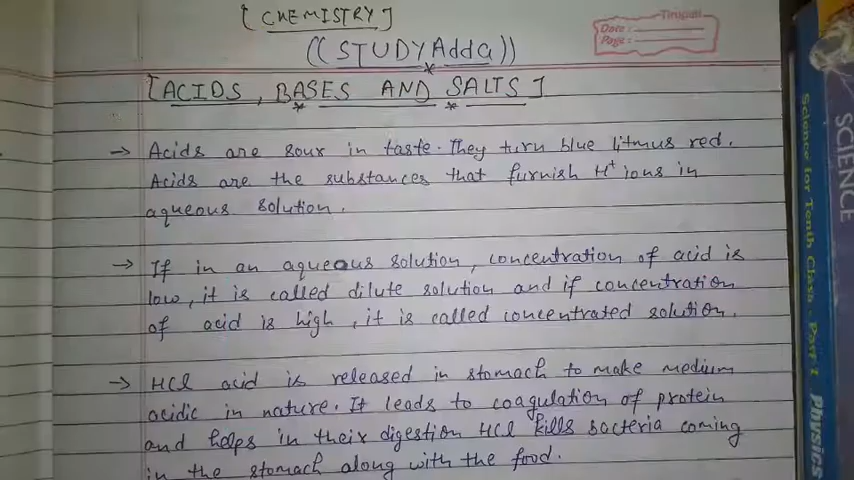 [CHEMISTRY]
((STUDYAdda))
Tirupati
Date :
Page :
[ACIDS, BASES AND SALTS]
→ Acids are sour in taste. They turn blue litmus red.
Acids are the substances that furnish H+ ions in
aqueous solution.
→ If in an aqueous solution, concentration of acid is
low, it is called dilute solution and if concentration
of acid is high, it is called concentrated solution.
→ HCl acid is released in stomach to make medium
acidic in nature. It leads to coagulation of protein
and helps in their digestion HCl kills bacteria coming
in the stomach along with the food.
Science for Tenth Class : Part 1 Physics
SCIENCE